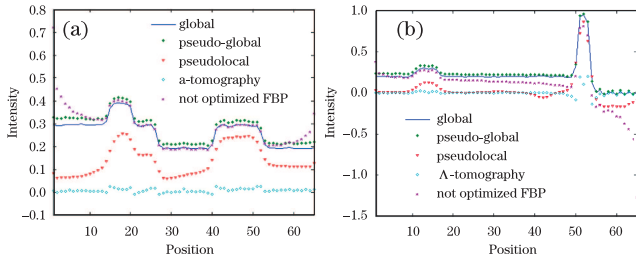 (a)
0.8
0.7
0.6
0.5
0.4
0.3
0.2
0.1
0.0
−0.1
Intensity
global
pseudo-global
pseudolocal
a-tomography
not optimized FBP
10 20 30 40 50 60
Position
(b)
1.0
0.5
0.0
−0.5
−1.0
−1.5
Intensity
global
pseudo-global
pseudolocal
Λ-tomography
not optimized FBP
10 20 30 40 50 60
Position